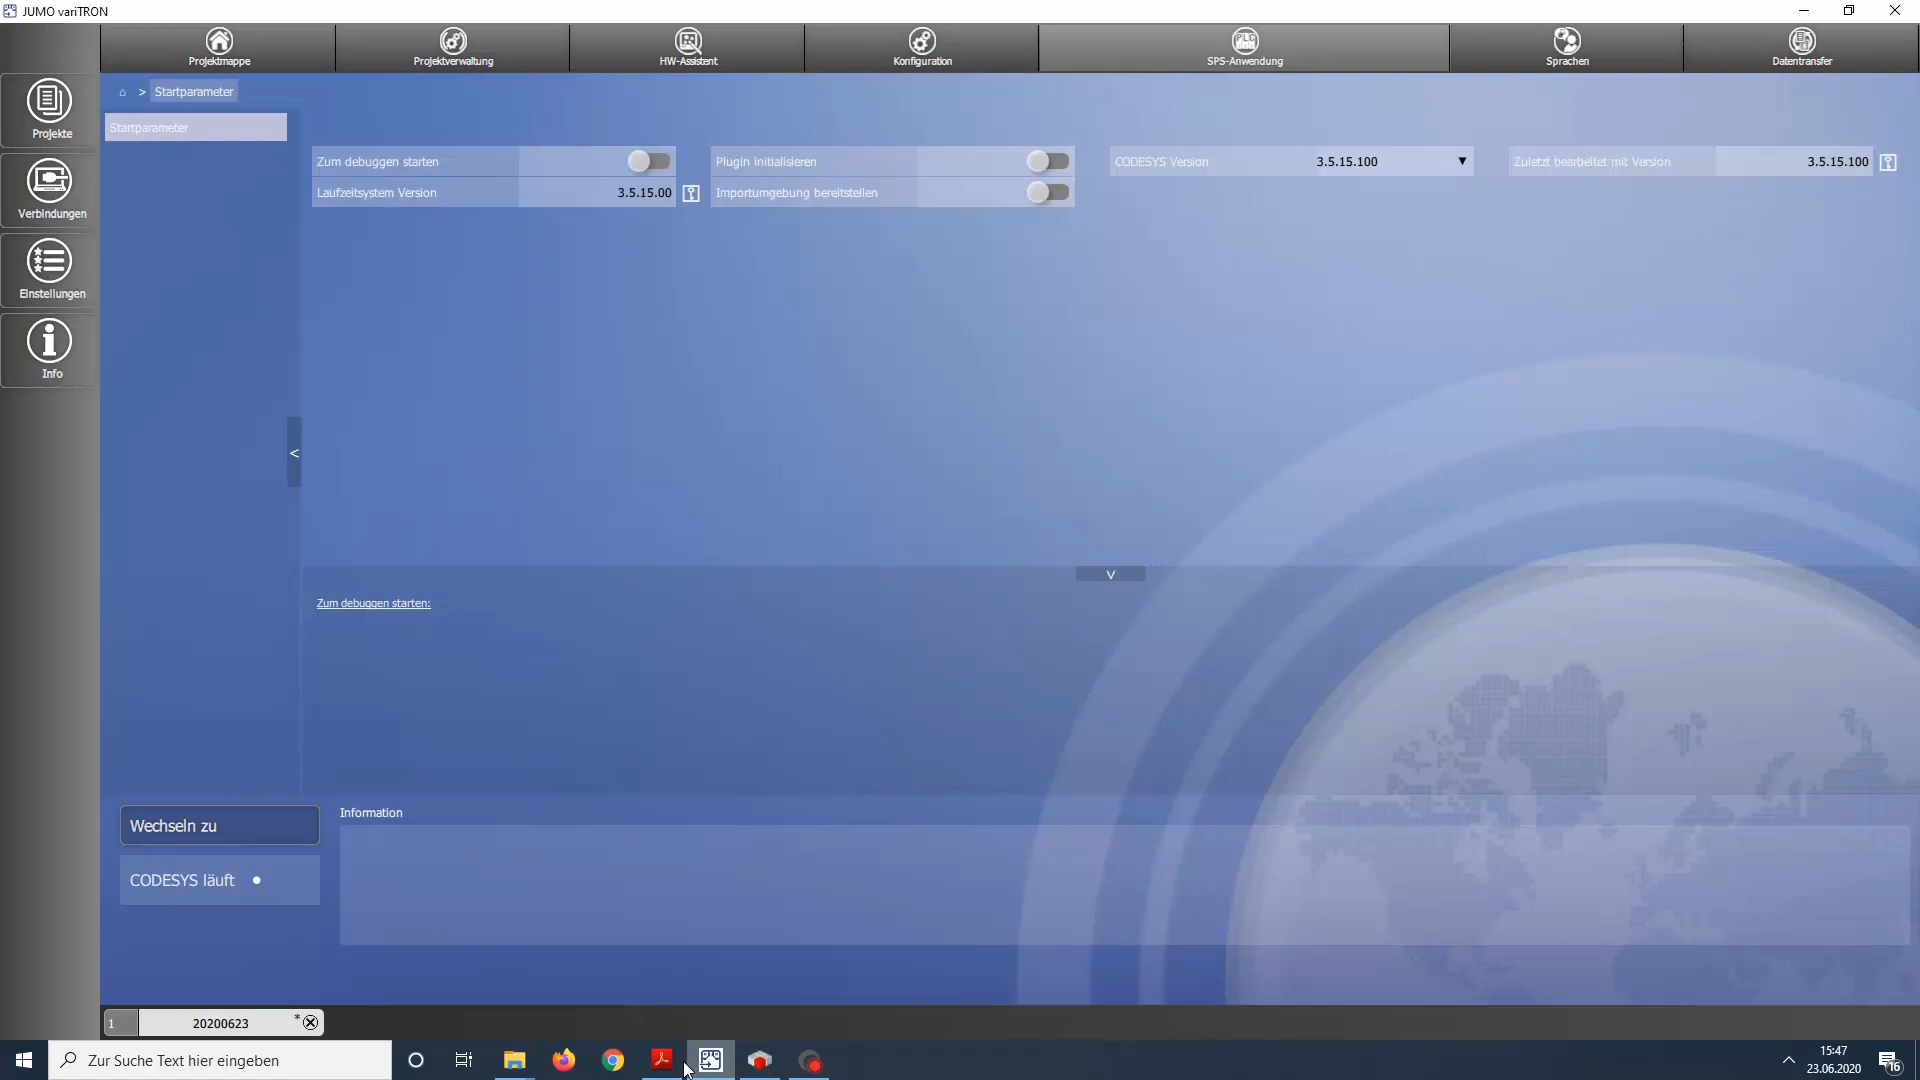 JUMO variTRON
Projektmappe
Projektverwaltung
HW-Assistent
Konfiguration
SPS-Anwendung
Sprachen
Datentransfer
Projekte
Verbindungen
Einstellungen
Info
> Startparameter
Startparameter
Zum debuggen starten
Plugin initialisieren
CODESYS Version 3.5.15.100
Zuletzt bearbeitet mit Version 3.5.15.100
Laufzeitsystem Version 3.5.15.00
Importumgebung bereitstellen
<
v
Zum debuggen starten:
Wechseln zu
Information
CODESYS läuft
1 20200623 *
Zur Suche Text hier eingeben
15:47
23.06.2020
16